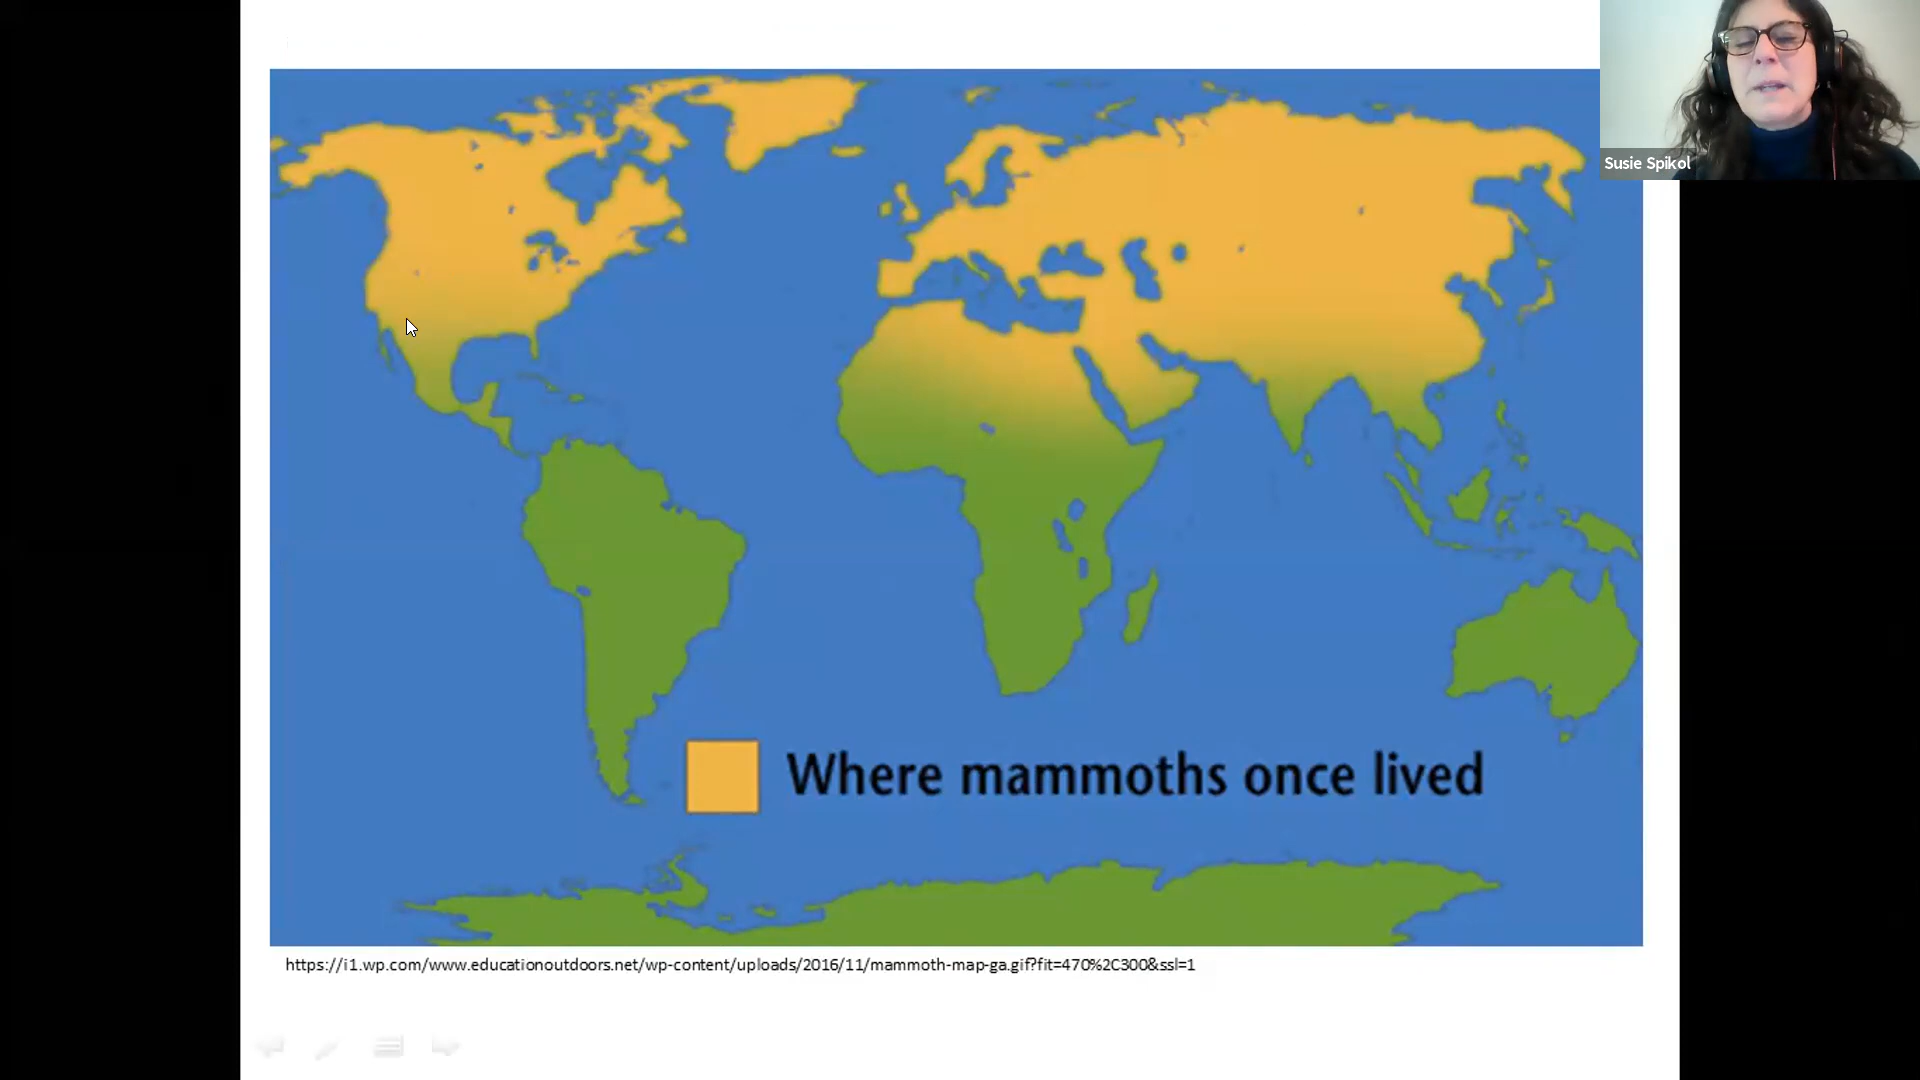 Susie Spikol
Where mammoths once lived
https://i1.wp.com/www.educationoutdoors.net/wp-content/uploads/2016/11/mammoth-map-ga.gif?fit=470%2C300&ssl=1